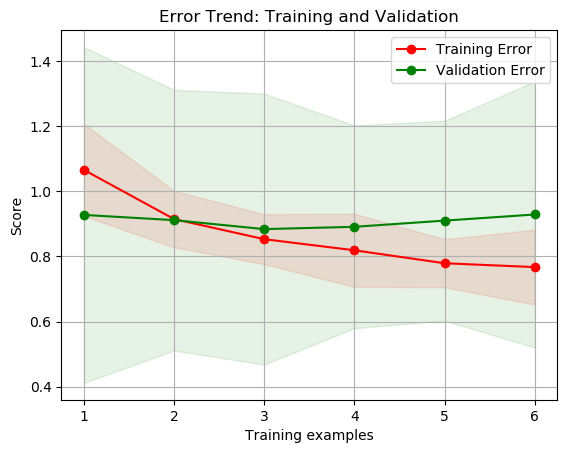 Error Trend: Training and Validation
Training Error
Validation Error
1.4
1.2
1.0
0.8
0.6
0.4
Score
1 2 3 4 5 6
Training examples